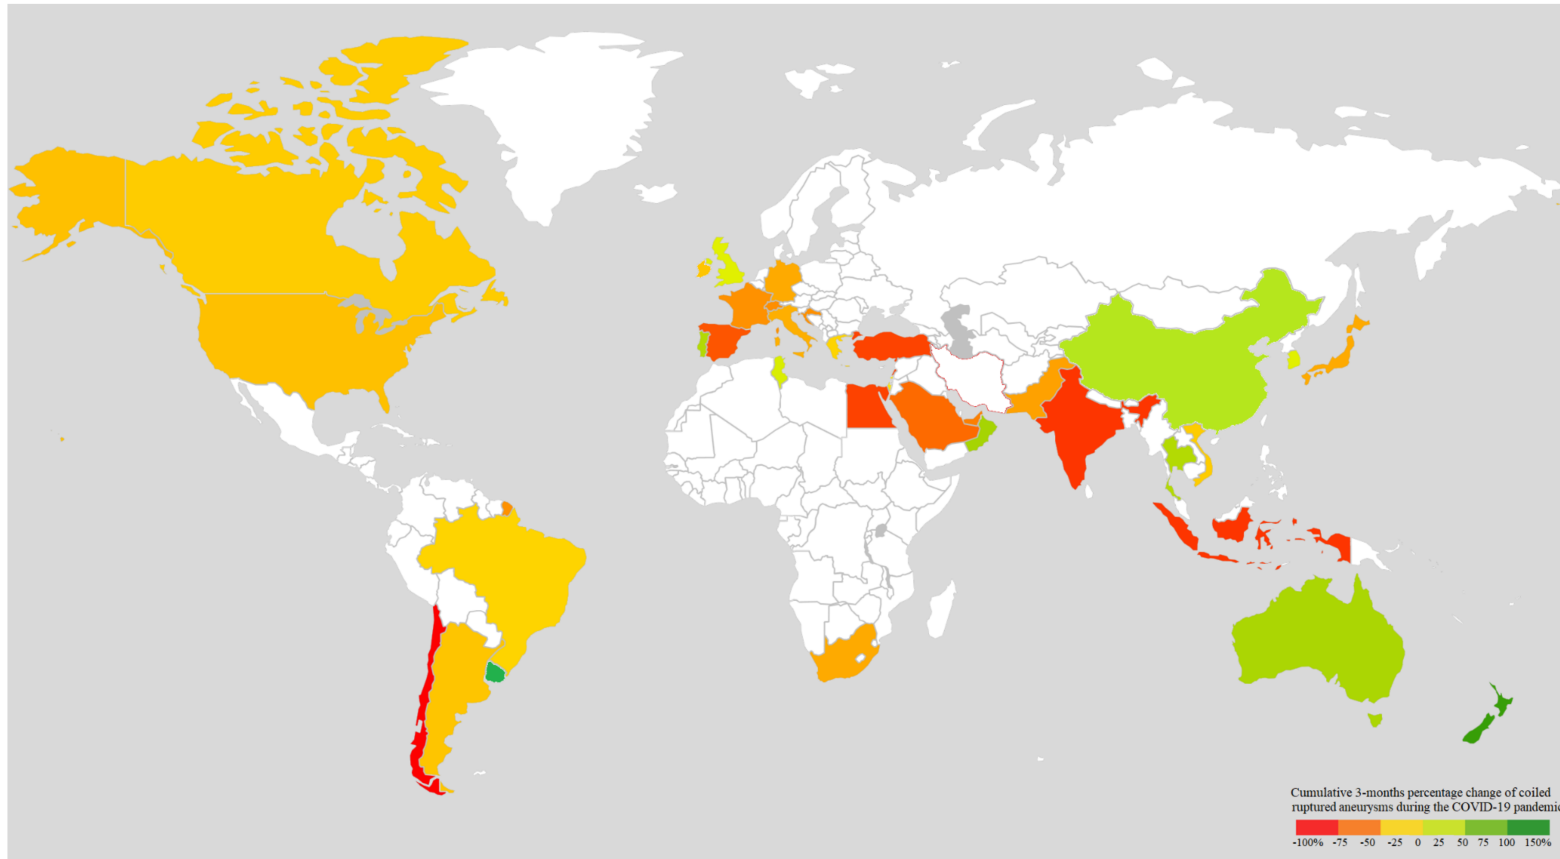 Cumulative 3-months percentage change of coiled
ruptured aneurysms during the COVID-19 pandemic
-100% -75 -50 -25 0 25 50 75 100 150%